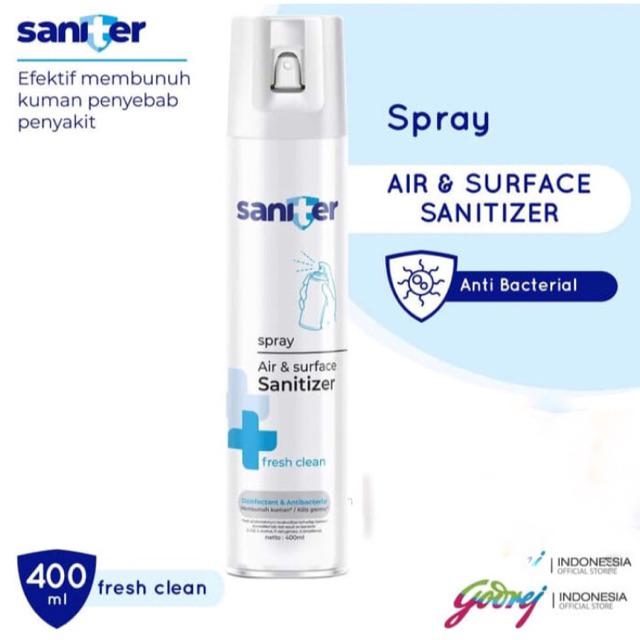 saniter
Efektif membunuh
kuman penyebab
penyakit
Spray
AIR & SURFACE
SANITIZER
Anti Bacterial
saniter
spray
Air & surface
Sanitizer
fresh clean
Disinfectant & Antibacterial
Membunuh kuman* / Kills germs*
netto : 400ml
400
ml
fresh clean
INDONESIA
OFFICIAL STORE
Godrej
INDONESIA
OFFICIAL STORE